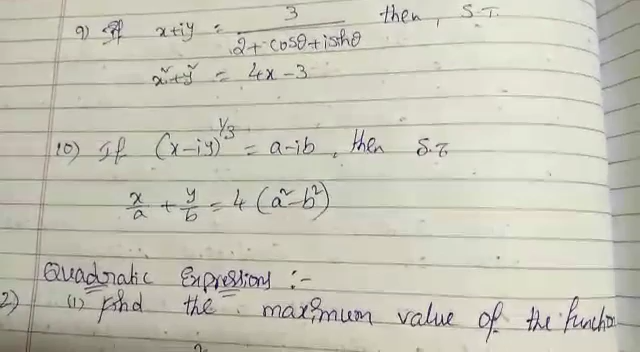 9) If x+iy = 3 / 2+cosθ+isinθ then, S.T.
x²+y² = 4x-3
10) If (x-iy)^1/3 = a-ib, then S.T
x/a + y/b = 4(a²-b²)
Quadratic Expressions :-
2) (1) Find the maximum value of the